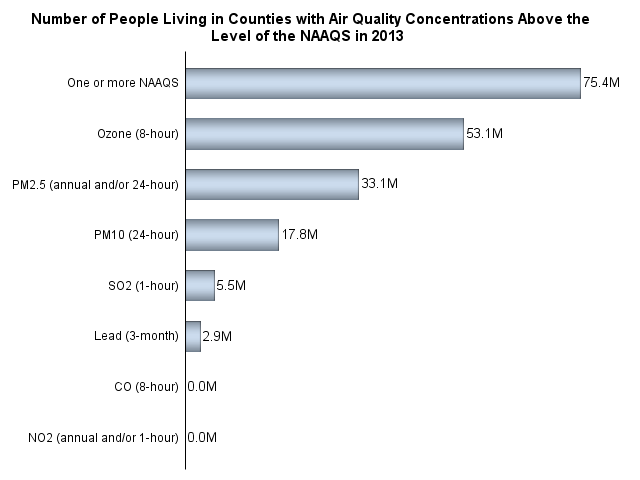 Number of People Living in Counties with Air Quality Concentrations Above the
Level of the NAAQS in 2013
One or more NAAQS 75.4M
Ozone (8-hour) 53.1M
PM2.5 (annual and/or 24-hour) 33.1M
PM10 (24-hour) 17.8M
SO2 (1-hour) 5.5M
Lead (3-month) 2.9M
CO (8-hour) 0.0M
NO2 (annual and/or 1-hour) 0.0M